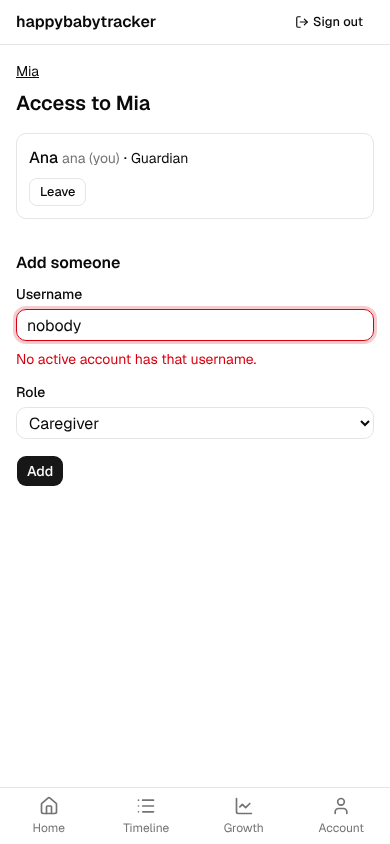 happybabytracker
Sign out
Mia
Access to Mia
Ana ana (you) · Guardian
Leave
Add someone
Username
nobody
No active account has that username.
Role
Caregiver
Add
Home
Timeline
Growth
Account